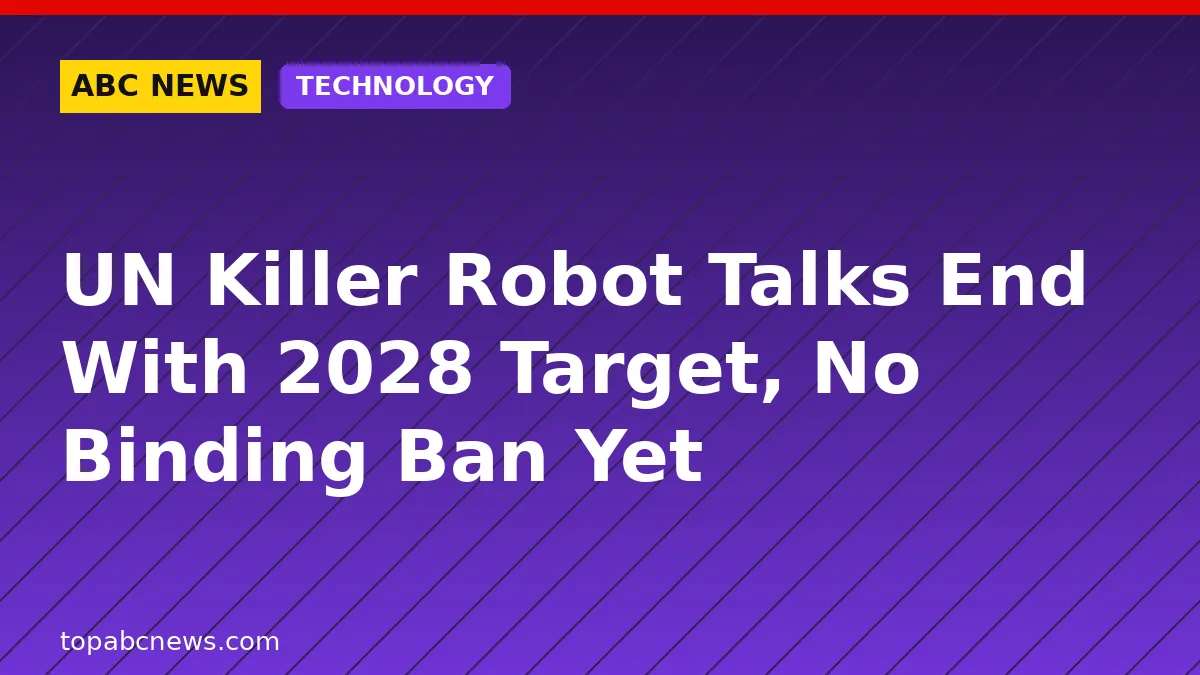 ABC NEWS
TECHNOLOGY
UN Killer Robot Talks End
With 2028 Target, No
Binding Ban Yet
topabcnews.com